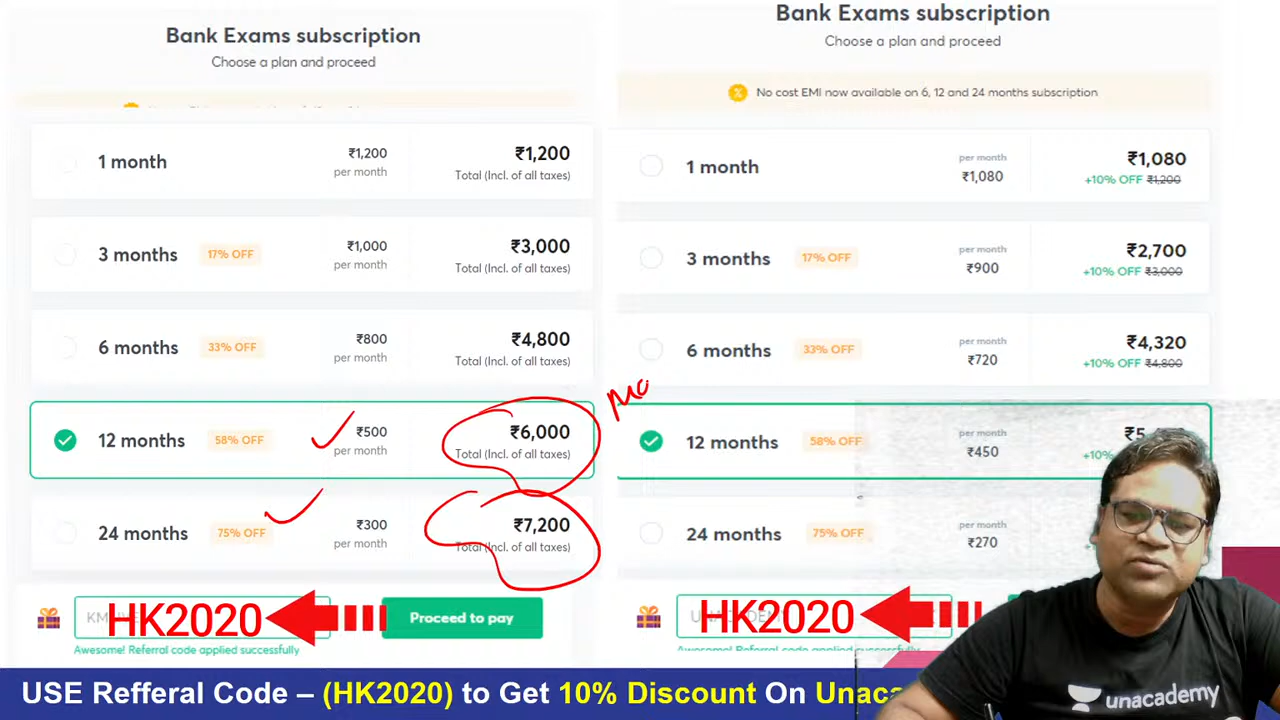 Bank Exams subscription
Choose a plan and proceed
1 month
₹1,200
per month
₹1,200
Total (Incl. of all taxes)
3 months
17% OFF
₹1,000
per month
₹3,000
Total (Incl. of all taxes)
6 months
33% OFF
₹800
per month
₹4,800
Total (Incl. of all taxes)
12 months
58% OFF
₹500
per month
₹6,000
Total (Incl. of all taxes)
24 months
75% OFF
₹300
per month
₹7,200
Total (Incl. of all taxes)
HK2020
Proceed to pay
Awesome! Referral code applied successfully
Mo
Bank Exams subscription
Choose a plan and proceed
No cost EMI now available on 6, 12 and 24 months subscription
1 month
per month
₹1,080
₹1,080
+10% OFF ₹1,200
3 months
17% OFF
per month
₹900
₹2,700
+10% OFF ₹3,000
6 months
33% OFF
per month
₹720
₹4,320
+10% OFF ₹4,800
12 months
58% OFF
per month
₹450
+10%
24 months
75% OFF
per month
₹270
HK2020
Awesome! Referral code applied successfully
unacademy
USE Refferal Code – (HK2020) to Get 10% Discount On